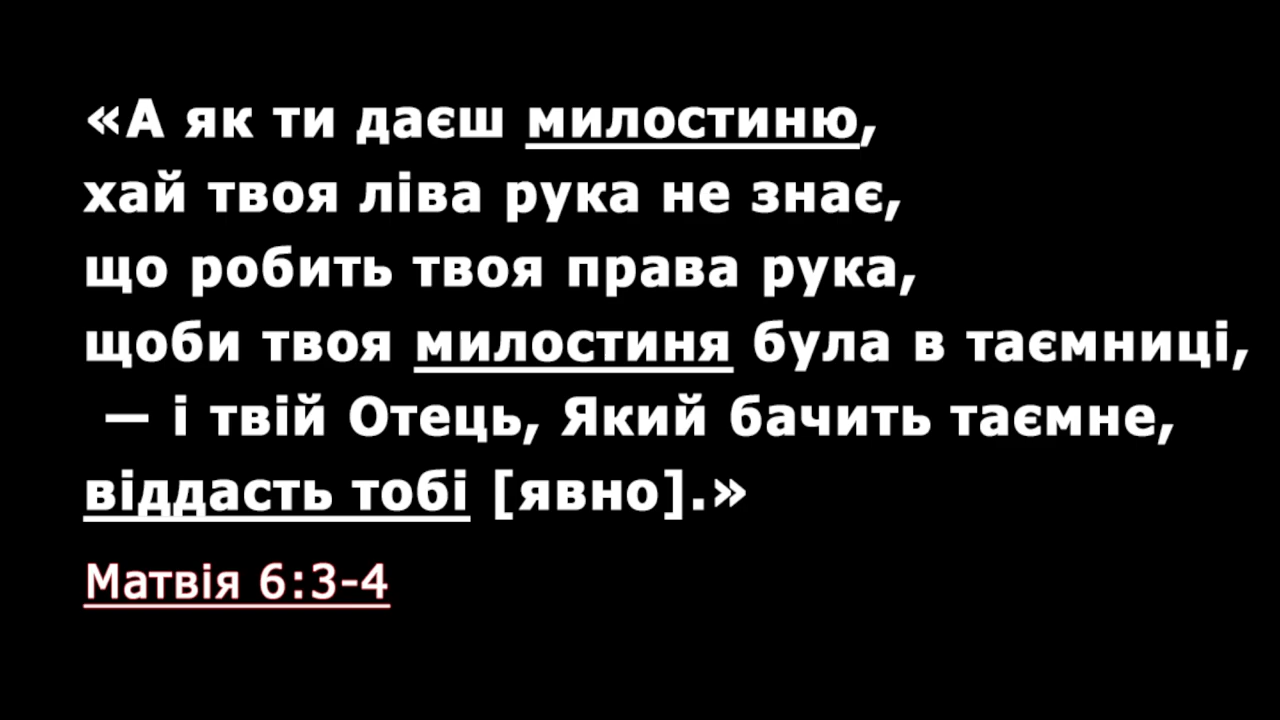 «А як ти даєш милостиню,
хай твоя ліва рука не знає,
що робить твоя права рука,
щоби твоя милостиня була в таємниці,
— і твій Отець, Який бачить таємне,
віддасть тобі [явно].»
Матвія 6:3-4